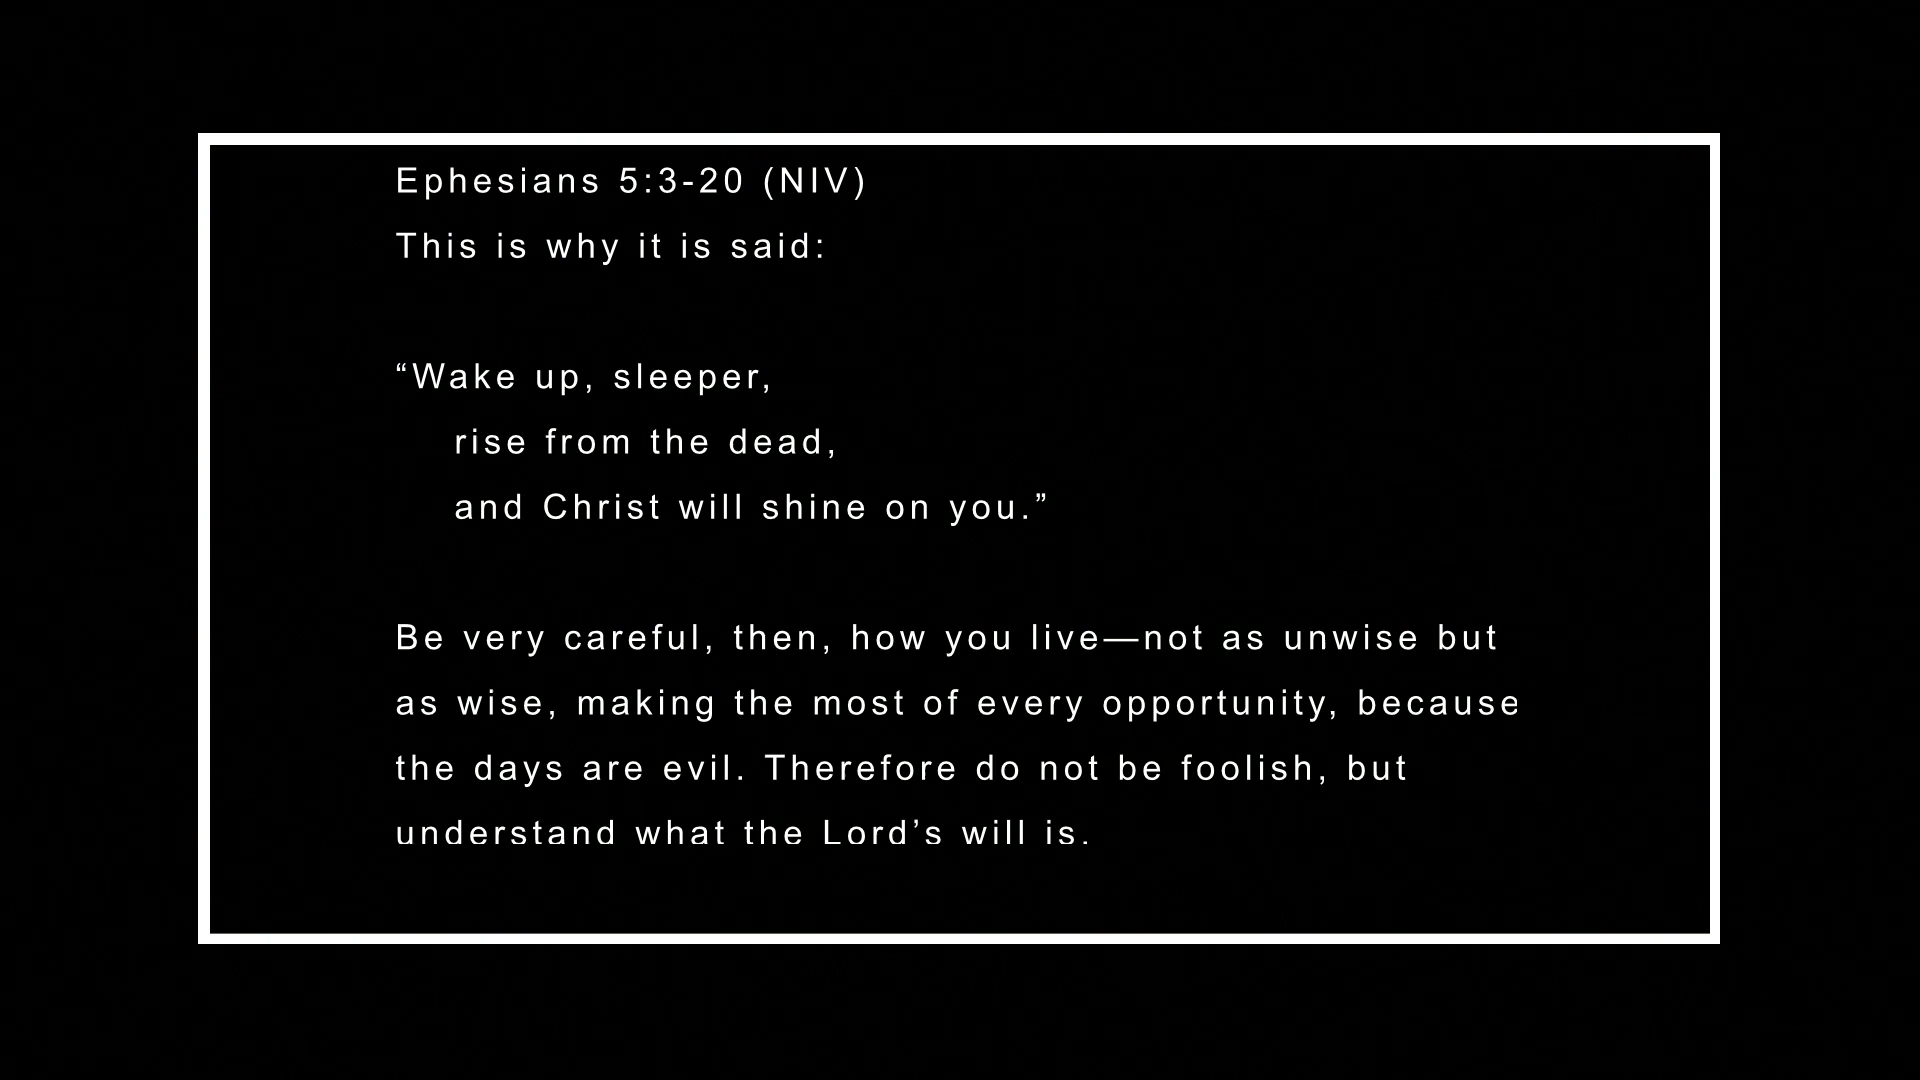 Ephesians 5:3-20 (NIV)
This is why it is said:
“Wake up, sleeper,
rise from the dead,
and Christ will shine on you.”
Be very careful, then, how you live—not as unwise but
as wise, making the most of every opportunity, because
the days are evil. Therefore do not be foolish, but
understand what the Lord’s will is.